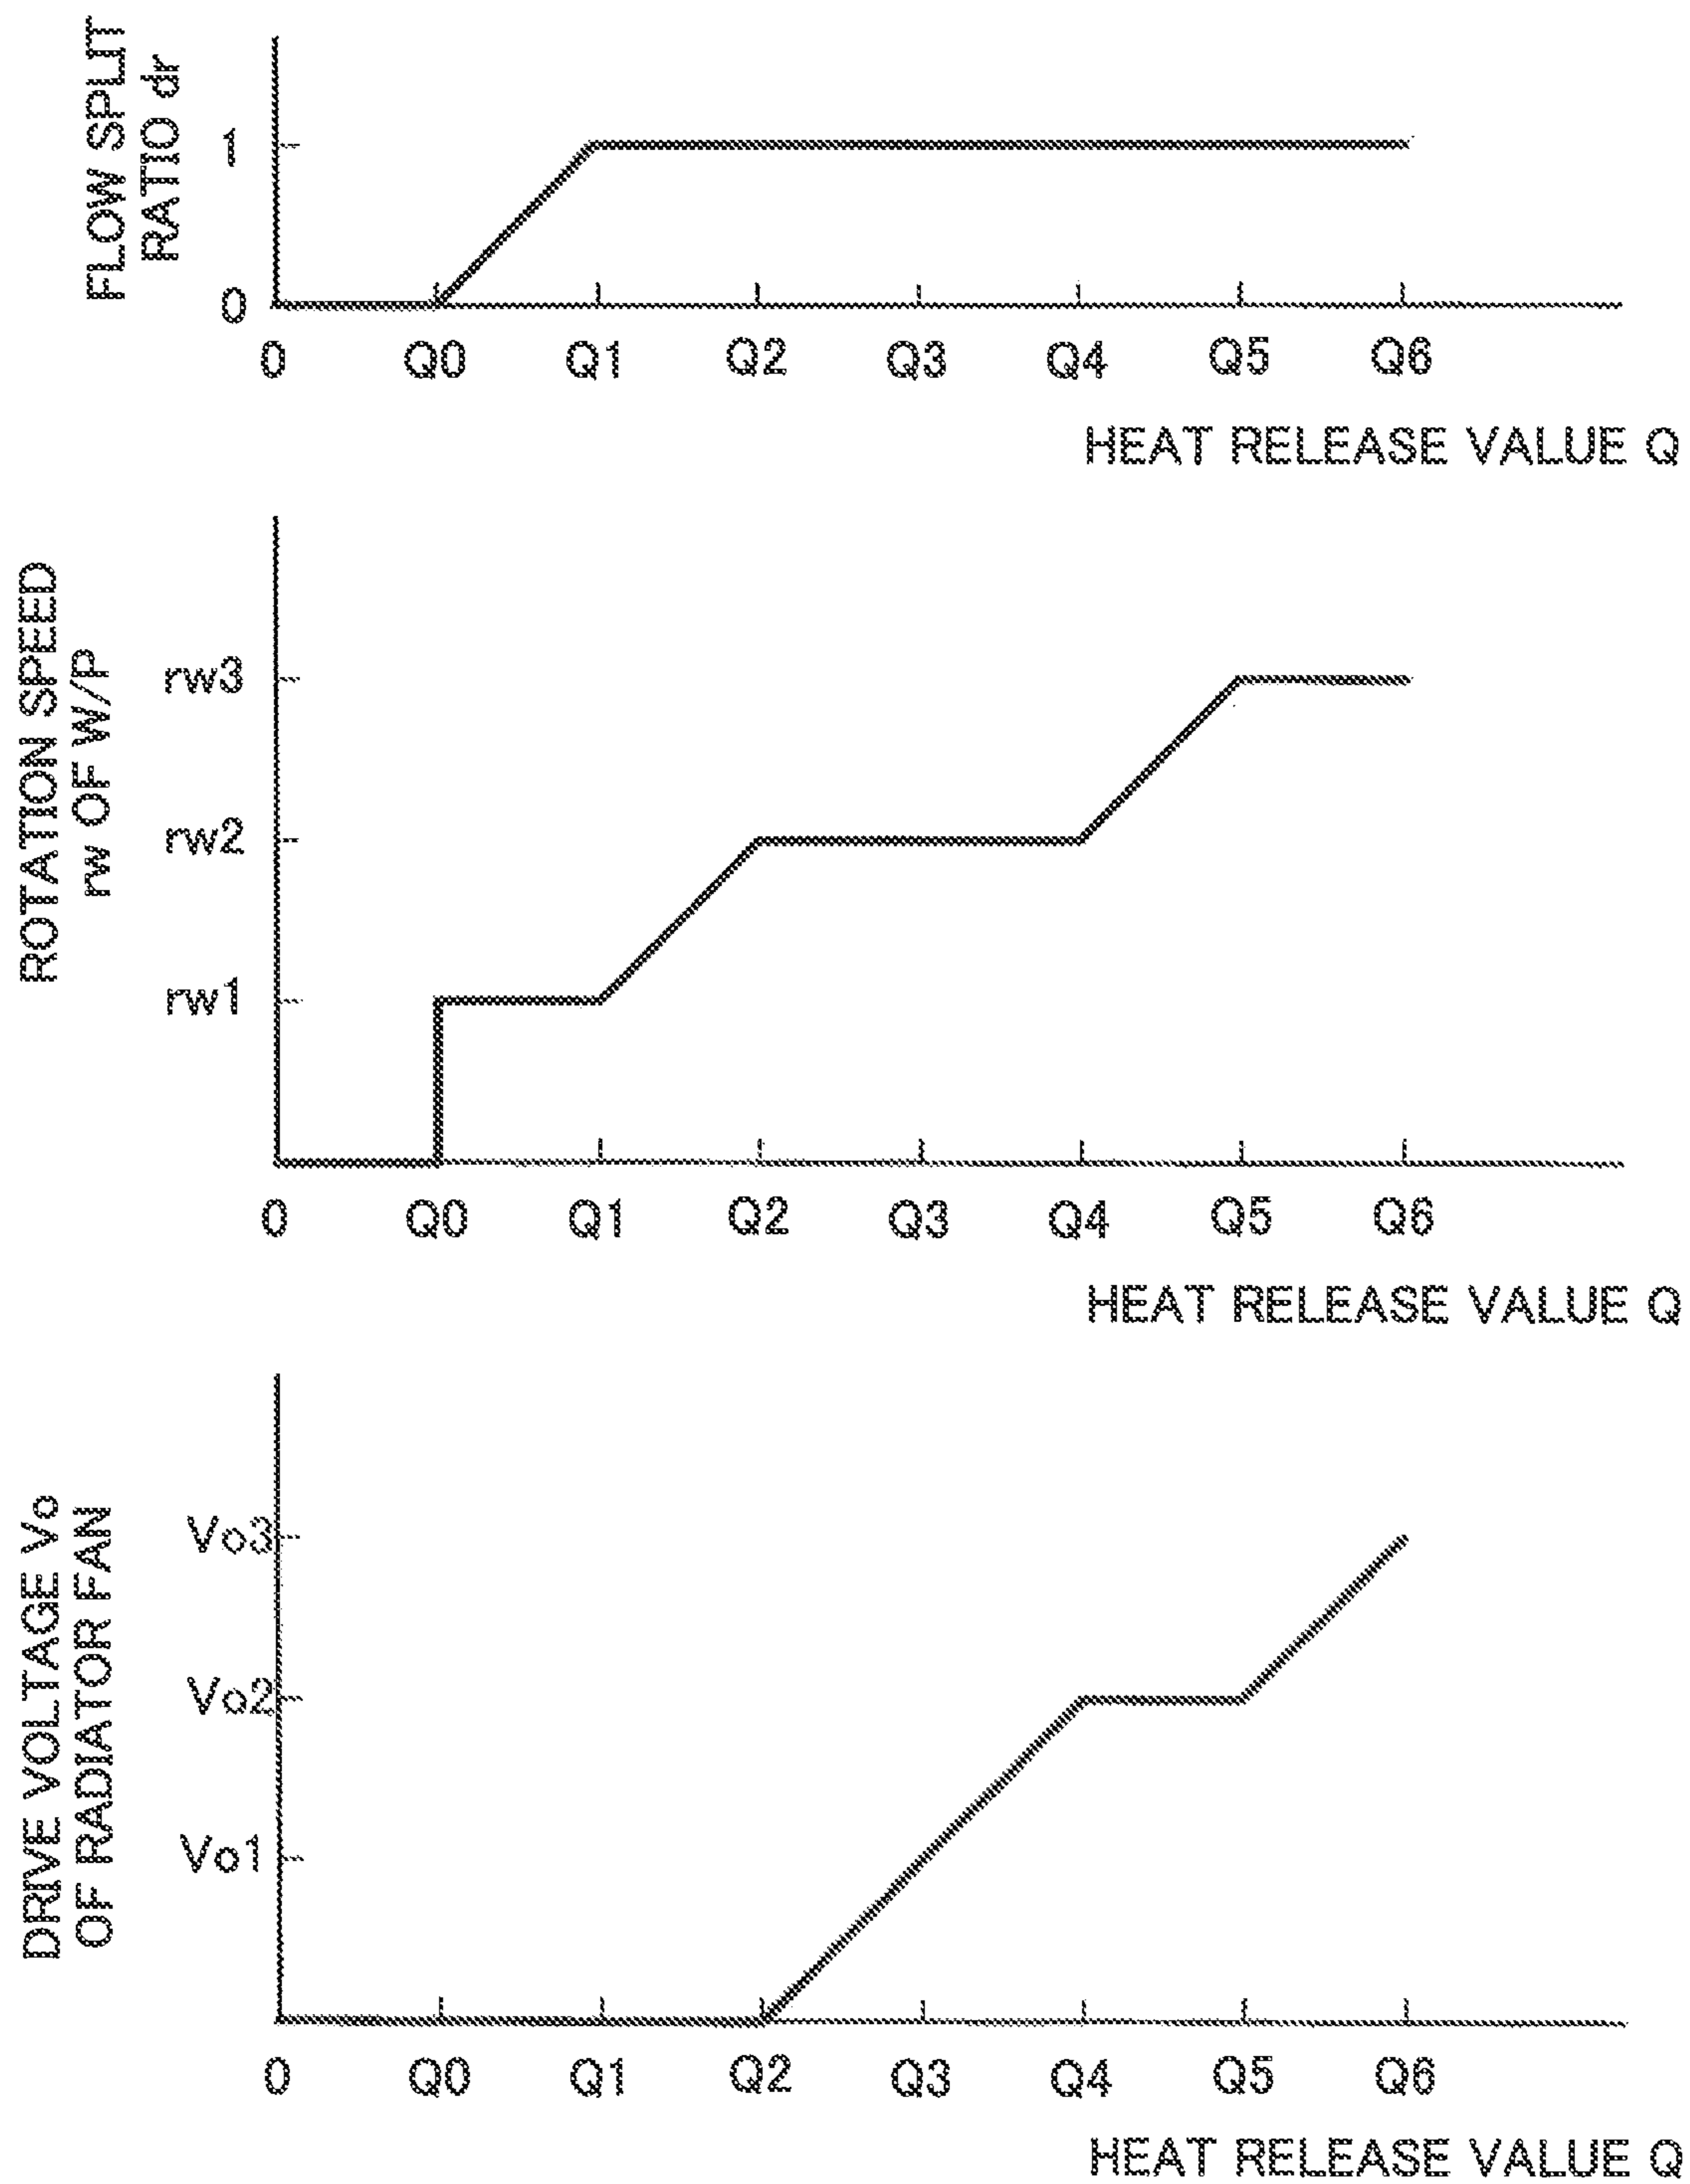 FLOW SPLIT
RATIO dr
1
0
0 Q0 Q1 Q2 Q3 Q4 Q5 Q6
HEAT RELEASE VALUE Q
ROTATION SPEED
rw OF W/P
rw3
rw2
rw1
0 Q0 Q1 Q2 Q3 Q4 Q5 Q6
HEAT RELEASE VALUE Q
DRIVE VOLTAGE Vo
OF RADIATOR FAN
Vo3
Vo2
Vo1
0 Q0 Q1 Q2 Q3 Q4 Q5 Q6
HEAT RELEASE VALUE Q